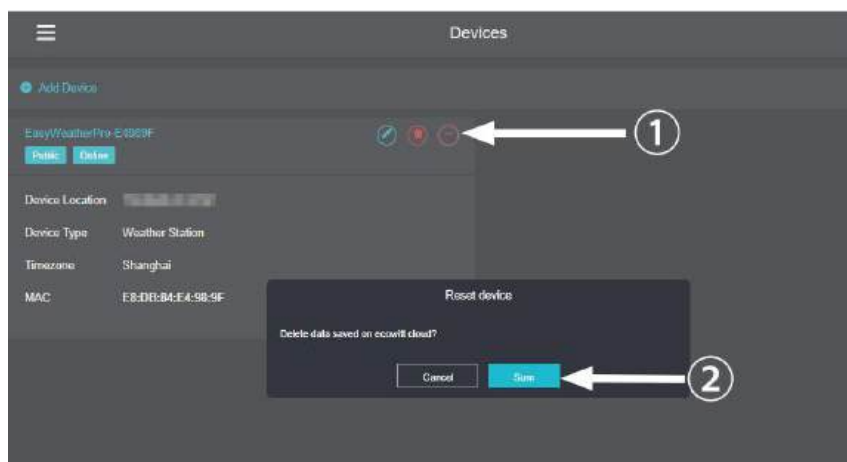 Devices
Add Device
EasyWeatherPro-E4989F
Public Online
1
Device Location
Device Type Weather Station
Timezone Shanghai
MAC E8:DB:84:E4:98:9F
Reset device
Delete data saved on ecowitt cloud?
Cancel Sure
2